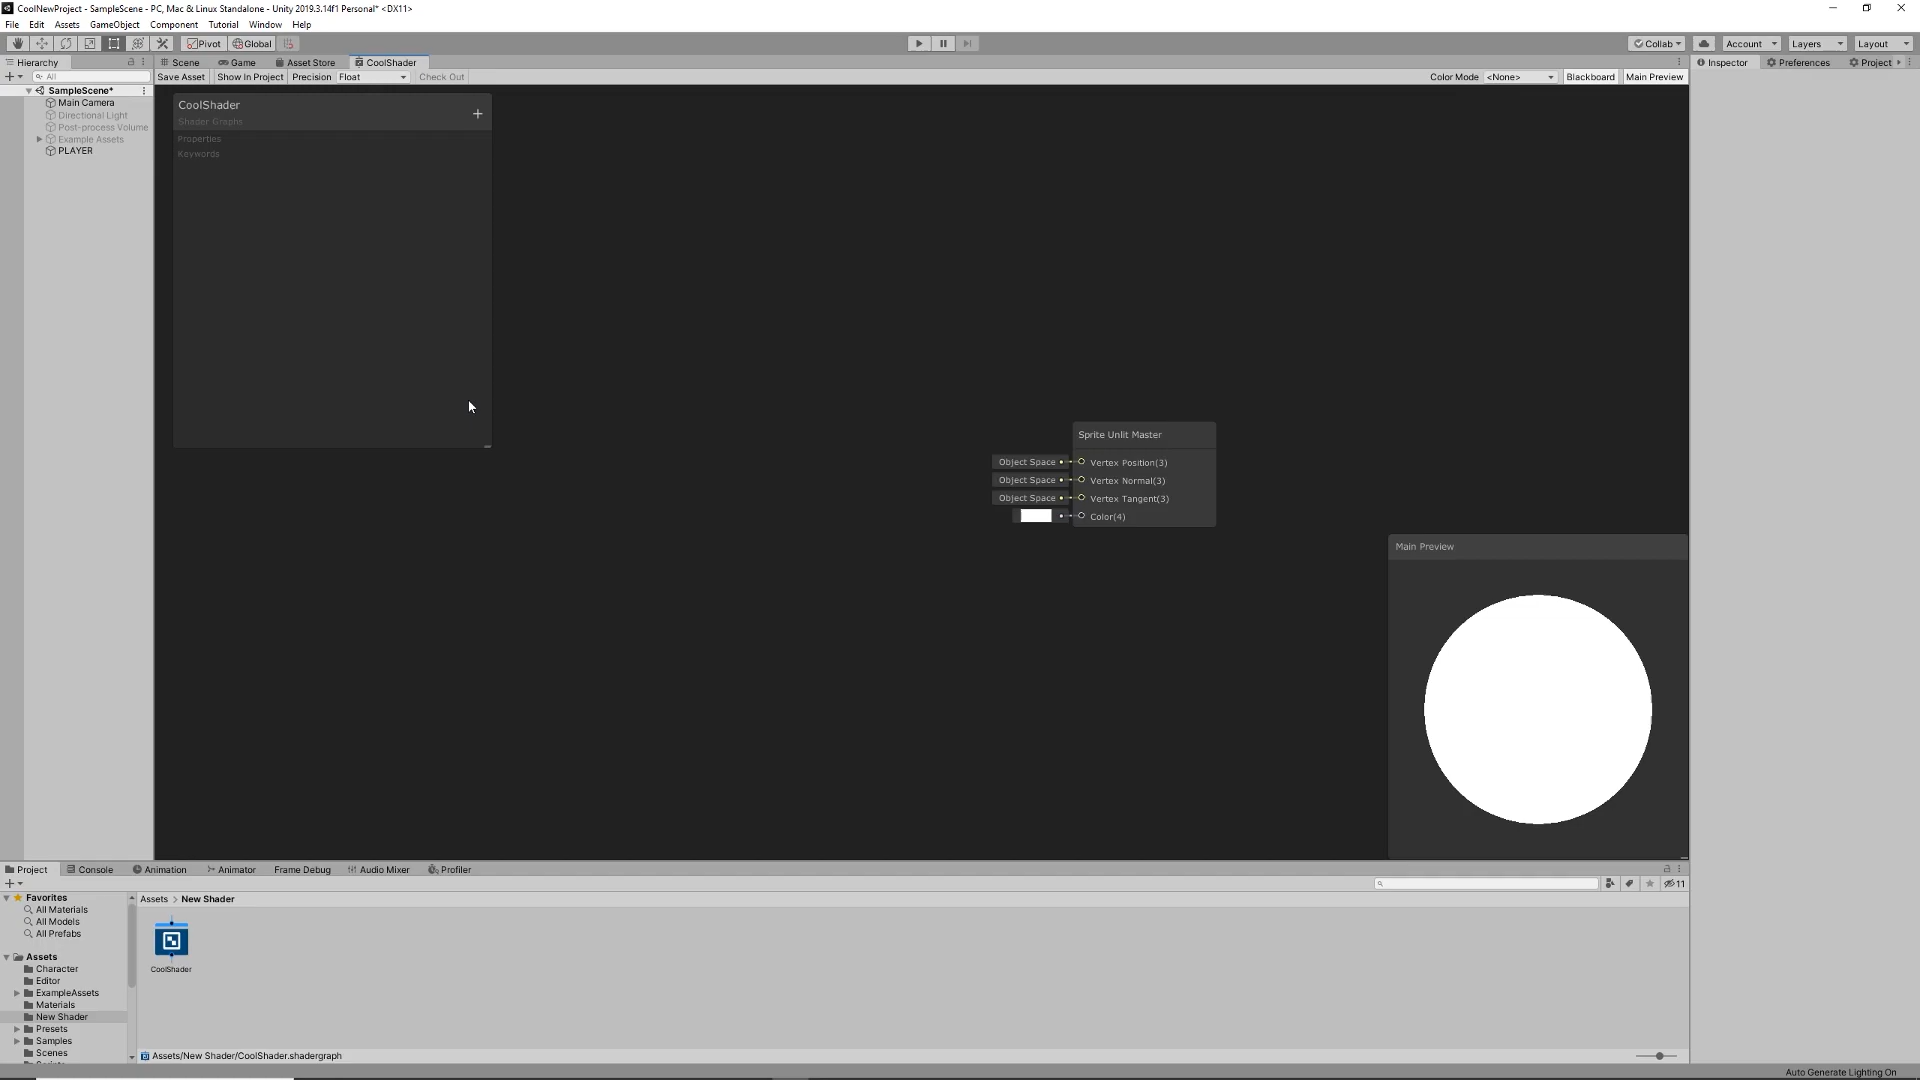 CoolNewProject - SampleScene - PC, Mac & Linux Standalone - Unity 2019.3.14f1 Personal* <DX11>
File Edit Assets GameObject Component Tutorial Window Help
Pivot Global Collab Account Layers Layout
Hierarchy Scene Game Asset Store CoolShader Inspector Preferences Project
All Save Asset Show In Project Precision Float Check Out Color Mode <None> Blackboard Main Preview
SampleScene*
Main Camera
Directional Light
Post-process Volume
Example Assets
PLAYER
CoolShader
Shader Graphs
Properties
Keywords
Sprite Unlit Master
Object Space Vertex Position(3)
Object Space Vertex Normal(3)
Object Space Vertex Tangent(3)
Color(4)
Main Preview
Project Console Animation Animator Frame Debug Audio Mixer Profiler
11
Favorites
All Materials
All Models
All Prefabs
Assets
Character
Editor
ExampleAssets
Materials
New Shader
Presets
Samples
Scenes
Assets > New Shader
CoolShader
Assets/New Shader/CoolShader.shadergraph
Auto Generate Lighting On